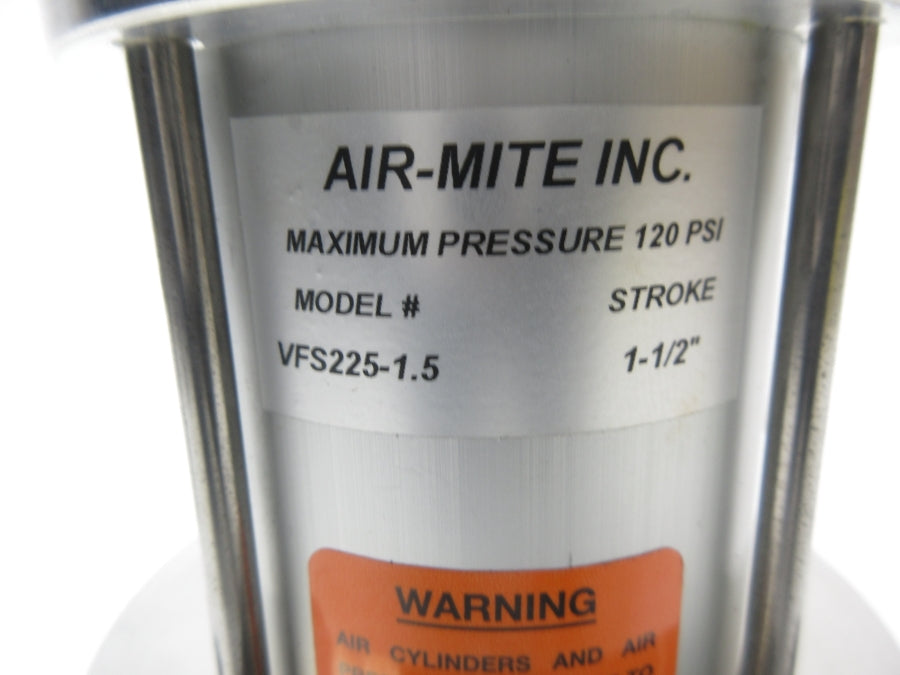 AIR-MITE INC.
MAXIMUM PRESSURE 120 PSI
MODEL # STROKE
VFS225-1.5 1-1/2"
WARNING
AIR CYLINDERS AND AIR
TO